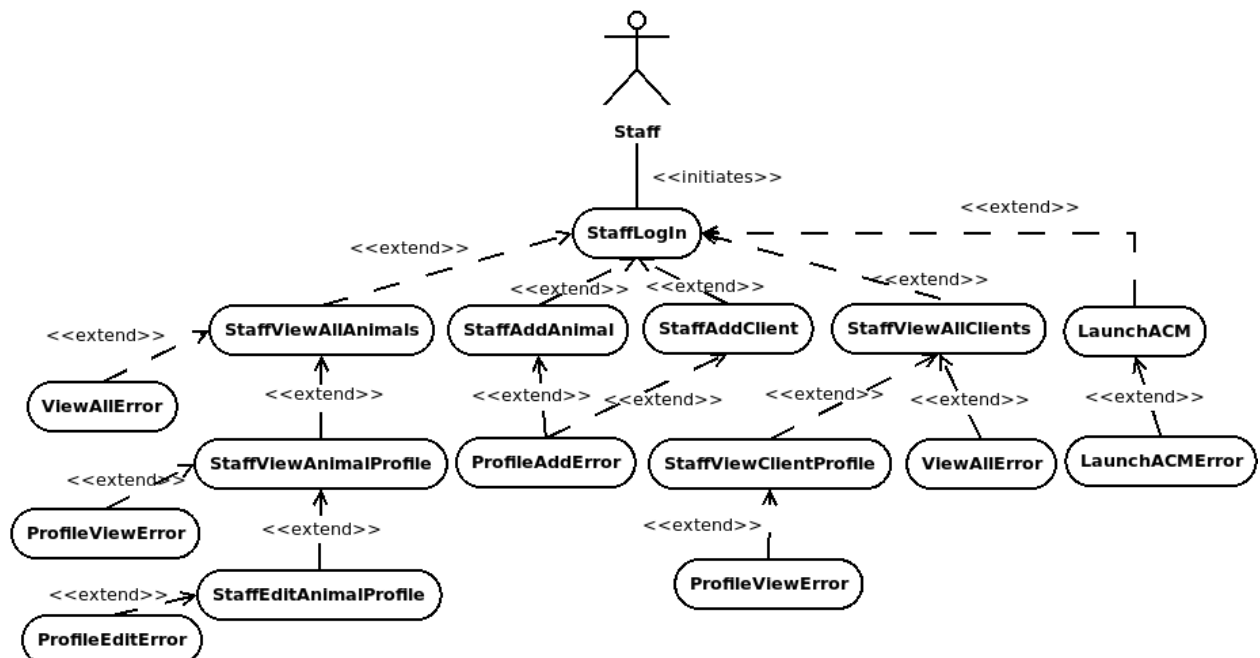 Staff
<<initiates>>
<<extend>>
StaffLogIn
<<extend>>
<<extend>>
<<extend>>
<<extend>>
StaffViewAllAnimals
StaffAddAnimal
StaffAddClient
StaffViewAllClients
LaunchACM
<<extend>>
<<extend>>
<<extend>>
<<extend>>
<<extend>>
<<extend>>
<<extend>>
ViewAllError
StaffViewAnimalProfile
ProfileAddError
StaffViewClientProfile
ViewAllError
LaunchACMError
<<extend>>
ProfileViewError
<<extend>>
<<extend>>
ProfileViewError
<<extend>>
StaffEditAnimalProfile
ProfileEditError